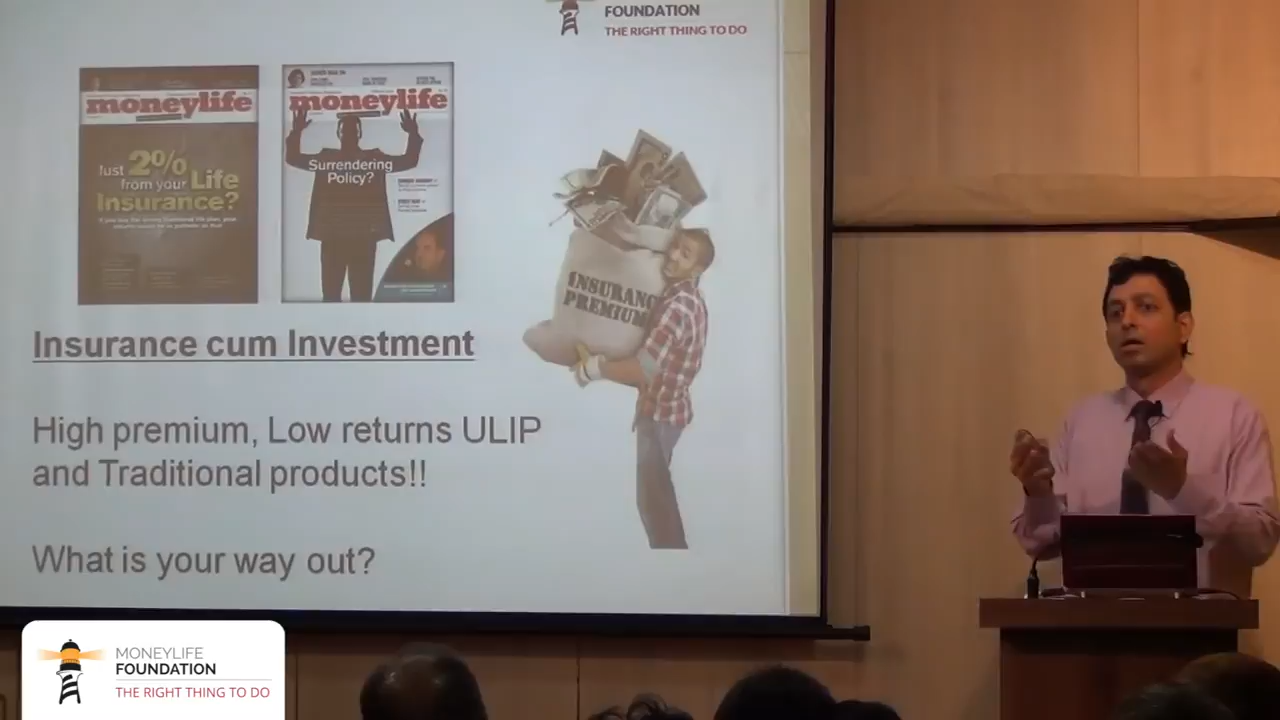 FOUNDATION
THE RIGHT THING TO DO
moneylife
Just 2%
from your Life
Insurance?
moneylife
Surrendering
Policy?
INSURANC
PREMIUM
Insurance cum Investment
High premium, Low returns ULIP
and Traditional products!!
What is your way out?
MONEYLIFE
FOUNDATION
THE RIGHT THING TO DO